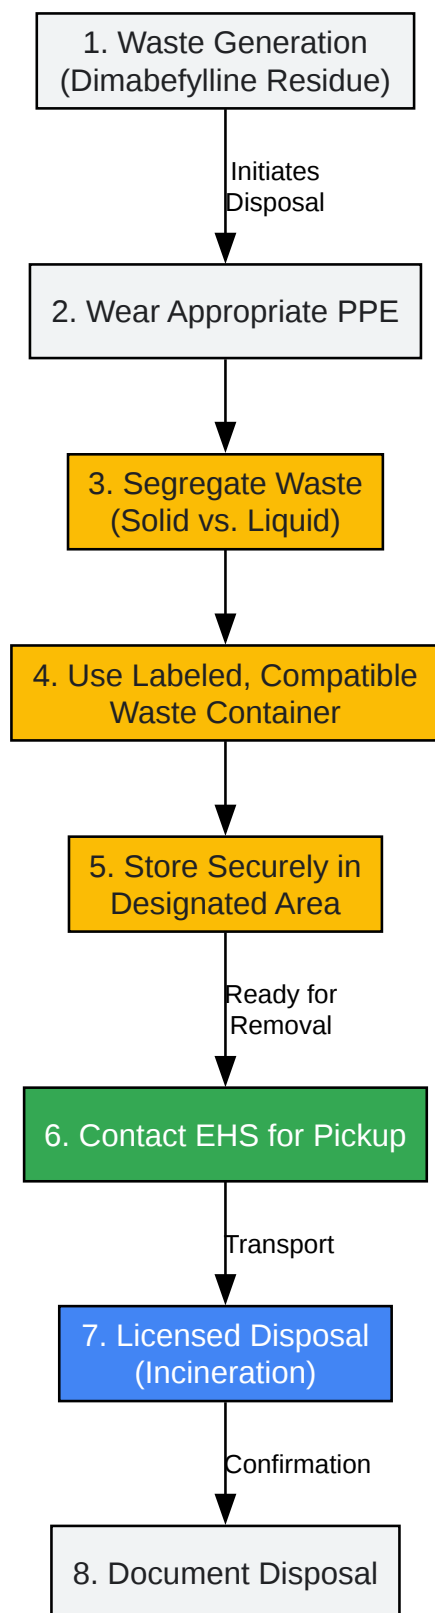 1. Waste Generation
(Dimabefylline Residue)
Initiates
Disposal
2. Wear Appropriate PPE
3. Segregate Waste
(Solid vs. Liquid)
4. Use Labeled, Compatible
Waste Container
5. Store Securely in
Designated Area
Ready for
Removal
6. Contact EHS for Pickup
Transport
7. Licensed Disposal
(Incineration)
Confirmation
8. Document Disposal